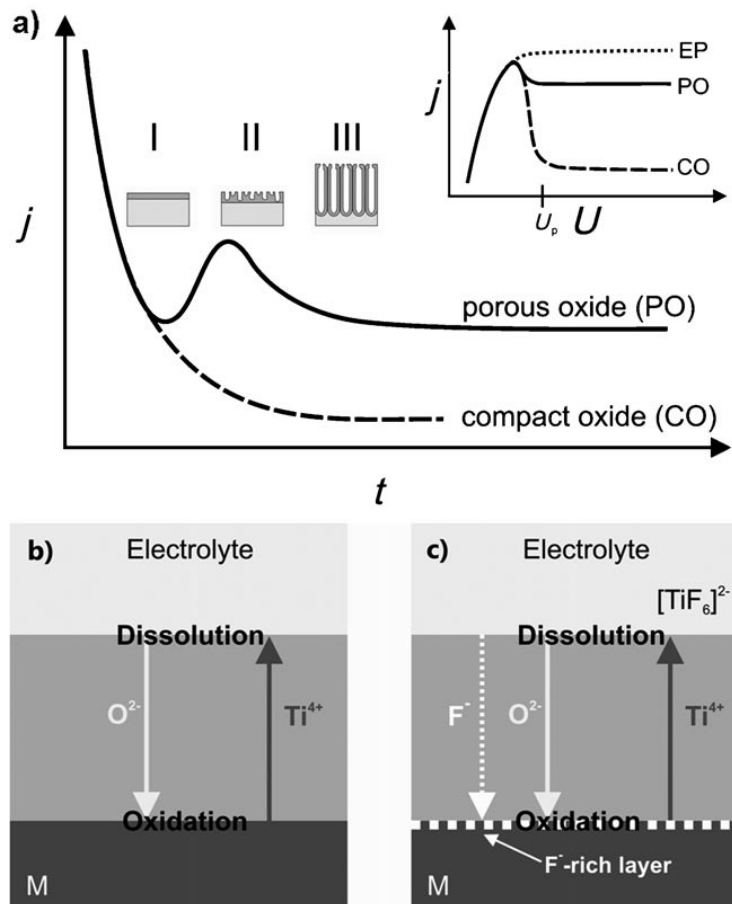 a)
j
I II III
j
EP
PO
CO
Uₚ U
porous oxide (PO)
compact oxide (CO)
t
b) Electrolyte
Dissolution
O²⁻
Ti⁴⁺
Oxidation
M
c) Electrolyte
[TiF₆]²⁻
Dissolution
F⁻
O²⁻
Ti⁴⁺
Oxidation
F⁻-rich layer
M